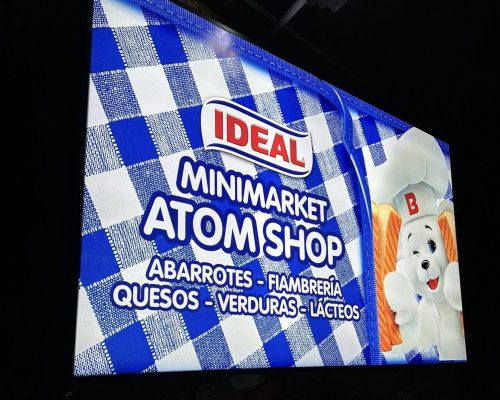 IDEAL
MINIMARKET
ATOM SHOP
ABARROTES - FIAMBRERÍA
QUESOS - VERDURAS - LÁCTEOS
B